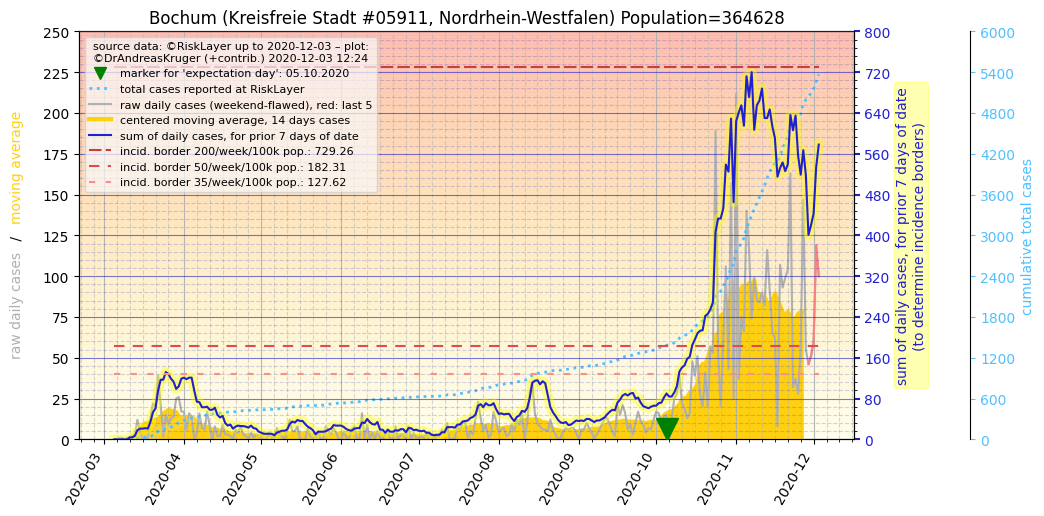 Bochum (Kreisfreie Stadt #05911, Nordrhein-Westfalen) Population=364628
source data: ©RiskLayer up to 2020-12-03 – plot:
©DrAndreasKruger (+contrib.) 2020-12-03 12:24
marker for 'expectation day': 05.10.2020
total cases reported at RiskLayer
raw daily cases (weekend-flawed), red: last 5
centered moving average, 14 days cases
sum of daily cases, for prior 7 days of date
incid. border 200/week/100k pop.: 729.26
incid. border 50/week/100k pop.: 182.31
incid. border 35/week/100k pop.: 127.62
raw daily cases / moving average
250
225
200
175
150
125
100
75
50
25
0
800
720
640
560
480
400
320
240
160
80
0
sum of daily cases, for prior 7 days of date
(to determine incidence borders)
6000
5400
4800
4200
3600
3000
2400
1800
1200
600
0
cumulative total cases
2020-03
2020-04
2020-05
2020-06
2020-07
2020-08
2020-09
2020-10
2020-11
2020-12